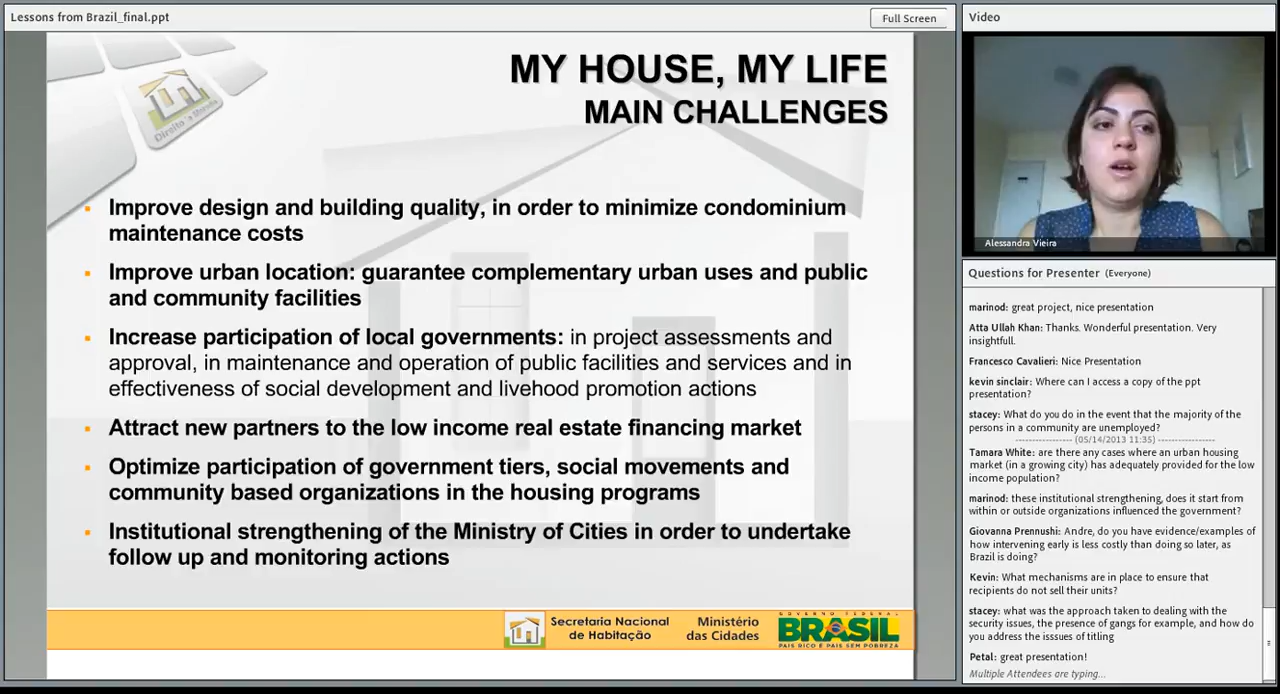 Lessons from Brazil_final.ppt
Full Screen
MY HOUSE, MY LIFE
MAIN CHALLENGES
Direito à Moradia
Improve design and building quality, in order to minimize condominium
maintenance costs
Improve urban location: guarantee complementary urban uses and public
and community facilities
Increase participation of local governments: in project assessments and
approval, in maintenance and operation of public facilities and services and in
effectiveness of social development and livehood promotion actions
Attract new partners to the low income real estate financing market
Optimize participation of government tiers, social movements and
community based organizations in the housing programs
Institutional strengthening of the Ministry of Cities in order to undertake
follow up and monitoring actions
Secretaria Nacional
de Habitação
Ministério
das Cidades
GOVERNO FEDERAL
BRASIL
PAÍS RICO É PAÍS SEM POBREZA
Video
Alessandra Vieira
Questions for Presenter (Everyone)
marinod: great project, nice presentation
Atta Ullah Khan: Thanks. Wonderful presentation. Very
insightfull.
Francesco Cavalieri: Nice Presentation
kevin sinclair: Where can I access a copy of the ppt
presentation?
stacey: What do you do in the event that the majority of the
persons in a community are unemployed?
----------------- (05/14/2013 11:35) -----------------
Tamara White: are there any cases where an urban housing
market (in a growing city) has adequately provided for the low
income population?
marinod: these institutional strengthening, does it start from
within or outside organizations influenced the government?
Giovanna Prennushi: Andre, do you have evidence/examples of
how intervening early is less costly than doing so later, as
Brazil is doing?
Kevin: What mechanisms are in place to ensure that
recipients do not sell their units?
stacey: what was the approach taken to dealing with the
security issues, the presence of gangs for example, and how do
you address the isssues of titling
Petal: great presentation!
Multiple Attendees are typing...